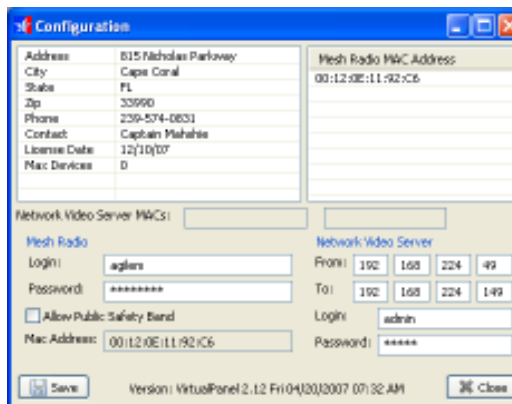 Configuration
Address 815 Nicholas Parkway
City Cape Coral
State FL
Zip 33990
Phone 239-574-0831
Contact Captain
License Date 12/10/07
Max Devices 0
Mesh Radio MAC Address
00:12:0E:11:92:C6
Network Video Server MACs:
Mesh Radio
Login:
Password: ********
Allow Public Safety Band
Mac Address: 00:12:0E:11:92:C6
Network Video Server
From: 192 168 224 49
To: 192 168 224 149
Login: admin
Password: *****
Save
Version: VirtualPanel 2.12 Fri 04/20/2007 07:32 AM
Close